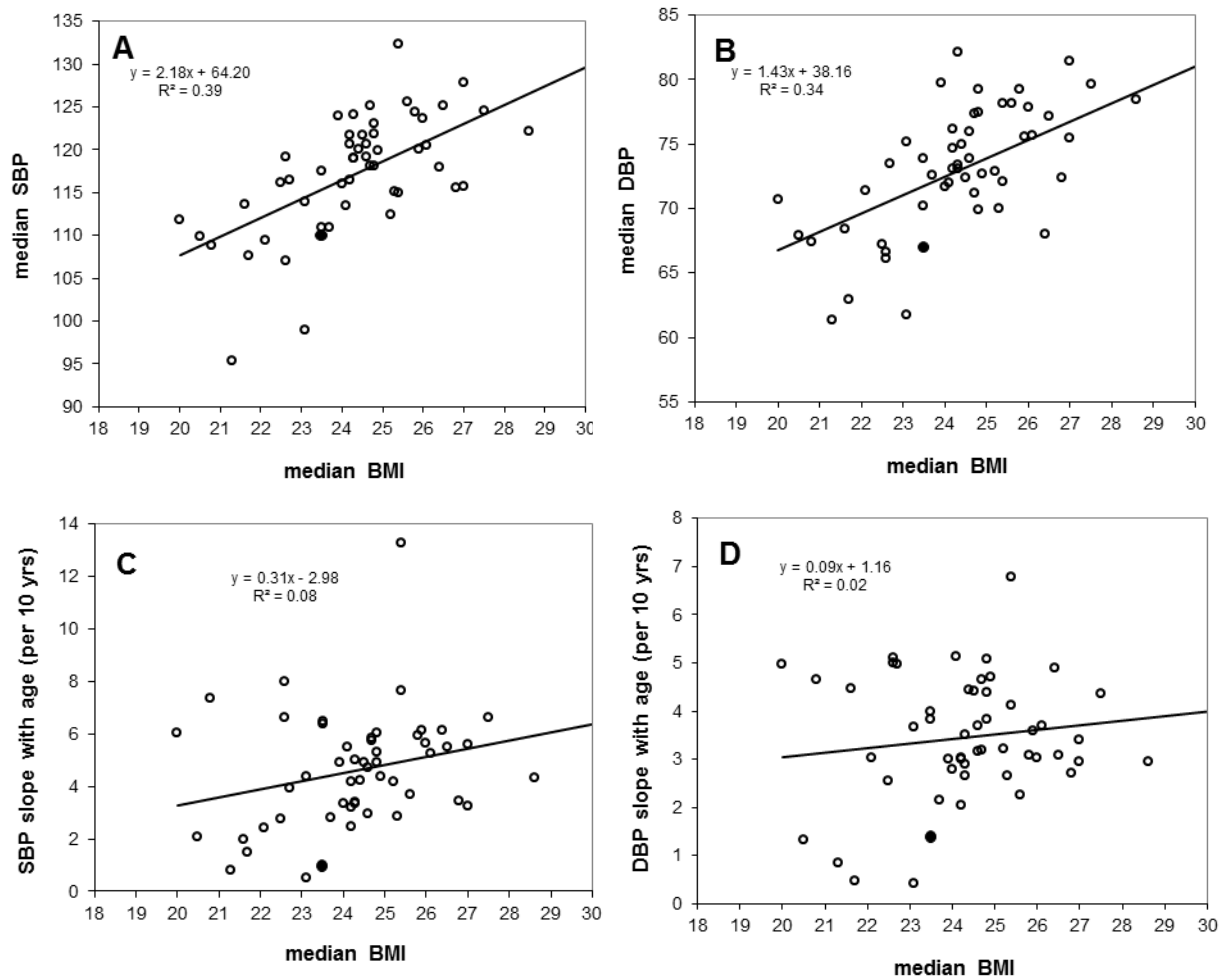 A
y = 2.18x + 64.20
R² = 0.39
135
130
125
120
115
110
105
100
95
90
median SBP
18 19 20 21 22 23 24 25 26 27 28 29 30
median BMI
B
y = 1.43x + 38.16
R² = 0.34
85
80
75
70
65
60
55
median DBP
18 19 20 21 22 23 24 25 26 27 28 29 30
median BMI
C
y = 0.31x - 2.98
R² = 0.08
14
12
10
8
6
4
2
0
SBP slope with age (per 10 yrs)
18 19 20 21 22 23 24 25 26 27 28 29 30
median BMI
D
y = 0.09x + 1.16
R² = 0.02
8
7
6
5
4
3
2
1
0
DBP slope with age (per 10 yrs)
18 19 20 21 22 23 24 25 26 27 28 29 30
median BMI